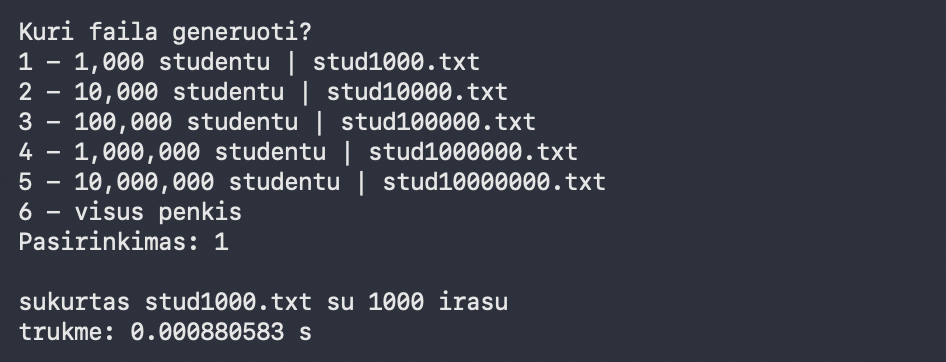 Kuri faila generuoti?
1 – 1,000 studentu | stud1000.txt
2 – 10,000 studentu | stud10000.txt
3 – 100,000 studentu | stud100000.txt
4 – 1,000,000 studentu | stud1000000.txt
5 – 10,000,000 studentu | stud10000000.txt
6 – visus penkis
Pasirinkimas: 1
sukurtas stud1000.txt su 1000 irasu
trukme: 0.000880583 s